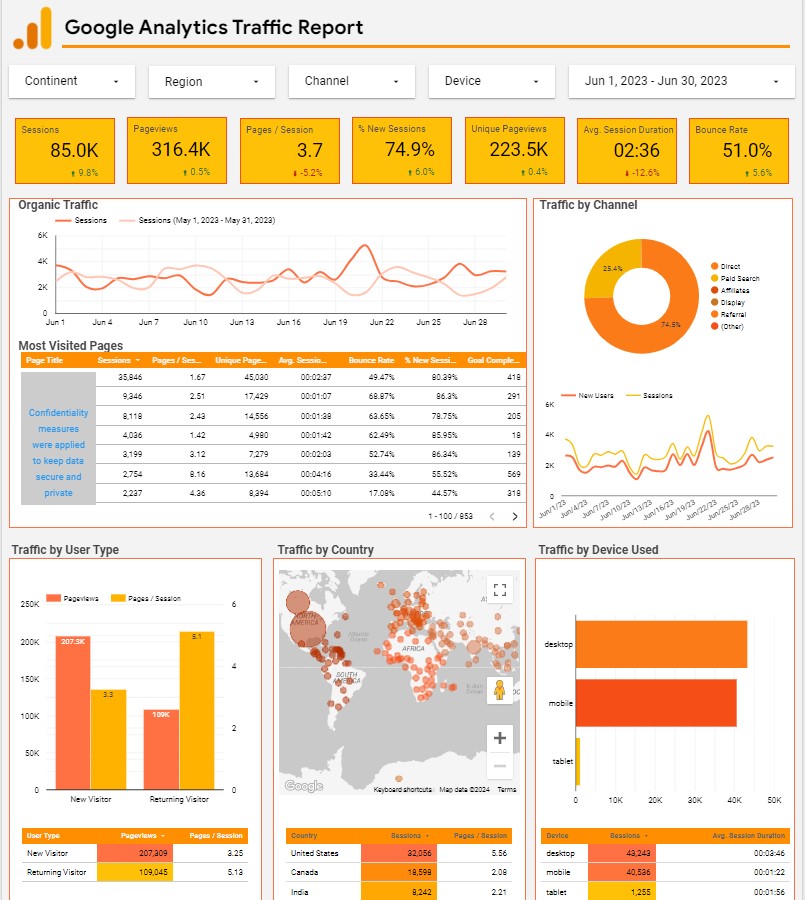 Google Analytics Traffic Report
Continent Region Channel Device Jun 1, 2023 - Jun 30, 2023
Sessions
85.0K
9.8%
Pageviews
316.4K
0.5%
Pages / Session
3.7
-5.2%
% New Sessions
74.9%
6.0%
Unique Pageviews
223.5K
0.4%
Avg. Session Duration
02:36
-12.6%
Bounce Rate
51.0%
5.6%
Organic Traffic
Sessions Sessions (May 1, 2023 - May 31, 2023)
6K
4K
2K
0
Jun 1 Jun 4 Jun 7 Jun 10 Jun 13 Jun 16 Jun 19 Jun 22 Jun 25 Jun 28
Most Visited Pages
Page Title Sessions Pages / Ses... Unique Page... Avg. Sessio... Bounce Rate % New Sessi... Goal Comple...
35,846 1.67 45,030 00:02:37 49.47% 80.39% 418
9,346 2.51 17,429 00:01:07 68.87% 86.3% 291
8,118 2.43 14,556 00:01:38 63.65% 78.75% 205
4,036 1.42 4,980 00:01:42 62.49% 85.95% 18
3,199 3.12 7,279 00:02:03 52.74% 86.34% 139
2,754 8.16 13,684 00:04:16 33.44% 55.52% 569
2,237 4.36 8,394 00:05:10 17.08% 44.57% 318
Confidentiality
measures
were applied
to keep data
secure and
private
1 - 100 / 853
Traffic by Channel
25.4%
74.5%
Direct
Paid Search
Affiliates
Display
Referral
(Other)
New Users Sessions
6K
4K
2K
0
Jun/1/23 Jun/4/23 Jun/7/23 Jun/10/23 Jun/13/23 Jun/16/23 Jun/19/23 Jun/22/23 Jun/25/23 Jun/28/23
Traffic by User Type
Pageviews Pages / Session
250K 6
200K
150K 4
100K
2
50K
0 0
207.3K
3.3
109K
5.1
New Visitor Returning Visitor
User Type Pageviews Pages / Session
New Visitor 207,309 3.25
Returning Visitor 109,045 5.13
Traffic by Country
NORTH
AMERICA
Atlantic
Ocean
AFRICA
SOUTH
AMERICA
Google
Keyboard shortcuts Map data ©2024 Terms
Country Sessions Pages / Session
United States 32,056 5.56
Canada 18,598 2.08
India 8,242 2.21
Traffic by Device Used
desktop
mobile
tablet
0 10K 20K 30K 40K 50K
Device Sessions Avg. Session Duration
desktop 43,243 00:03:46
mobile 40,536 00:01:22
tablet 1,255 00:01:56